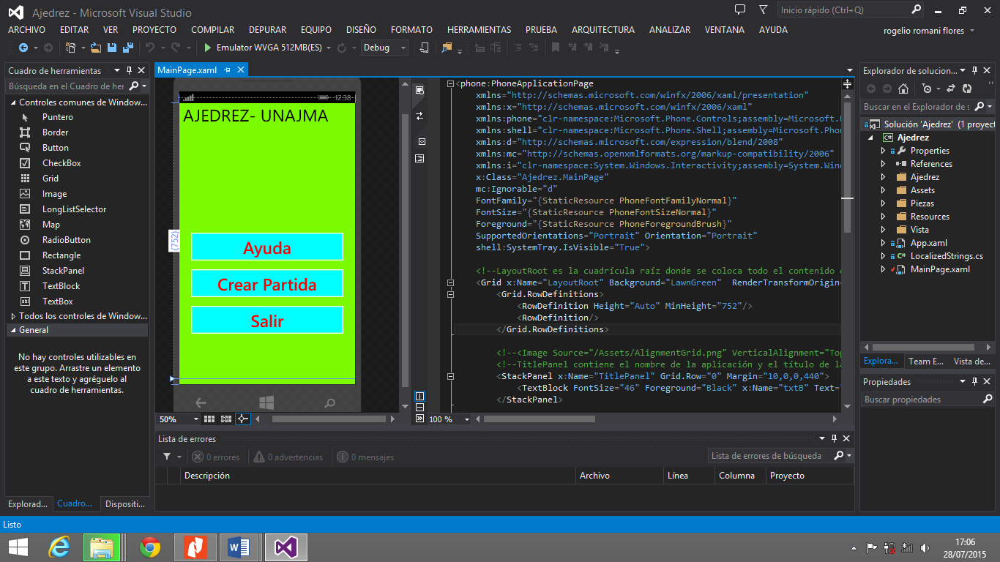 Ajedrez - Microsoft Visual Studio
Inicio rápido (Ctrl+Q)
ARCHIVO EDITAR VER PROYECTO COMPILAR DEPURAR EQUIPO DISEÑO FORMATO HERRAMIENTAS PRUEBA ARQUITECTURA ANALIZAR VENTANA AYUDA
rogelio romani flores
Emulator WVGA 512MB(ES)
Debug
Cuadro de herramientas
Búsqueda en el Cuadro de her
Controles comunes de Window...
Puntero
Border
Button
CheckBox
Grid
Image
LongListSelector
Map
RadioButton
Rectangle
StackPanel
TextBlock
TextBox
Todos los controles de Window...
General
No hay controles utilizables en
este grupo. Arrastre un elemento
a este texto y agréguelo al
cuadro de herramientas.
Explorad... Cuadro... Dispositi...
MainPage.xaml
12:38
AJEDREZ- UNAJMA
(752)
Ayuda
Crear Partida
Salir
50%
<phone:PhoneApplicationPage
xmlns="http://schemas.microsoft.com/winfx/2006/xaml/presentation"
xmlns:x="http://schemas.microsoft.com/winfx/2006/xaml"
xmlns:phone="clr-namespace:Microsoft.Phone.Controls;assembly=Microsoft.
xmlns:shell="clr-namespace:Microsoft.Phone.Shell;assembly=Microsoft.Pho
xmlns:d="http://schemas.microsoft.com/expression/blend/2008"
xmlns:mc="http://schemas.openxmlformats.org/markup-compatibility/2006"
xmlns:i="clr-namespace:System.Windows.Interactivity;assembly=System.Win
x:Class="Ajedrez.MainPage"
mc:Ignorable="d"
FontFamily="{StaticResource PhoneFontFamilyNormal}"
FontSize="{StaticResource PhoneFontSizeNormal}"
Foreground="{StaticResource PhoneForegroundBrush}"
SupportedOrientations="Portrait" Orientation="Portrait"
shell:SystemTray.IsVisible="True">
<!--LayoutRoot es la cuadrícula raíz donde se coloca todo el contenido
<Grid x:Name="LayoutRoot" Background="LawnGreen" RenderTransformOrigin=
<Grid.RowDefinitions>
<RowDefinition Height="Auto" MinHeight="752"/>
<RowDefinition/>
</Grid.RowDefinitions>
<!--<Image Source="/Assets/AlignmentGrid.png" VerticalAlignment="Top
<!--TitlePanel contiene el nombre de la aplicación y el título de la
<StackPanel x:Name="TitlePanel" Grid.Row="0" Margin="10,0,0,440">
<TextBlock FontSize="46" Foreground="Black" x:Name="txtB" Text="
</StackPanel>
100 %
Explorador de solucion...
Buscar en el Explorador de s
Solución 'Ajedrez' (1 proyect
Ajedrez
Properties
References
Ajedrez
Assets
Piezas
Resources
Vista
App.xaml
LocalizedStrings.cs
MainPage.xaml
Explora... Team E... Vista de...
Propiedades
Buscar propiedades
Lista de errores
0 errores
0 advertencias
0 mensajes
Lista de errores de búsqueda
Descripción Archivo Línea Columna Proyecto
Listo
17:06
28/07/2015